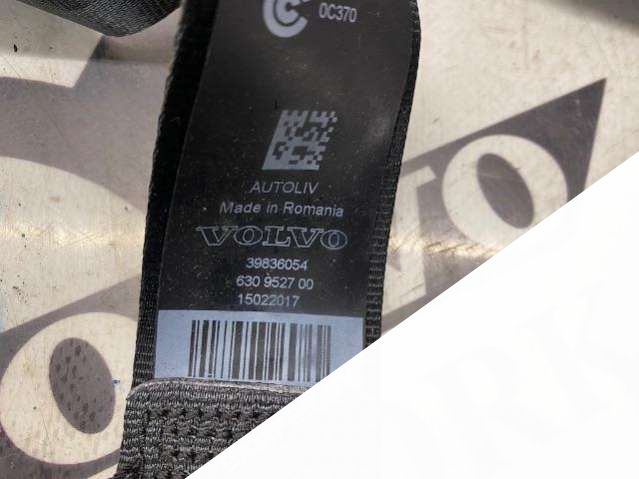 0C370
AUTOLIV
Made in Romania
VOLVO
39836054
630 9527 00
15022017